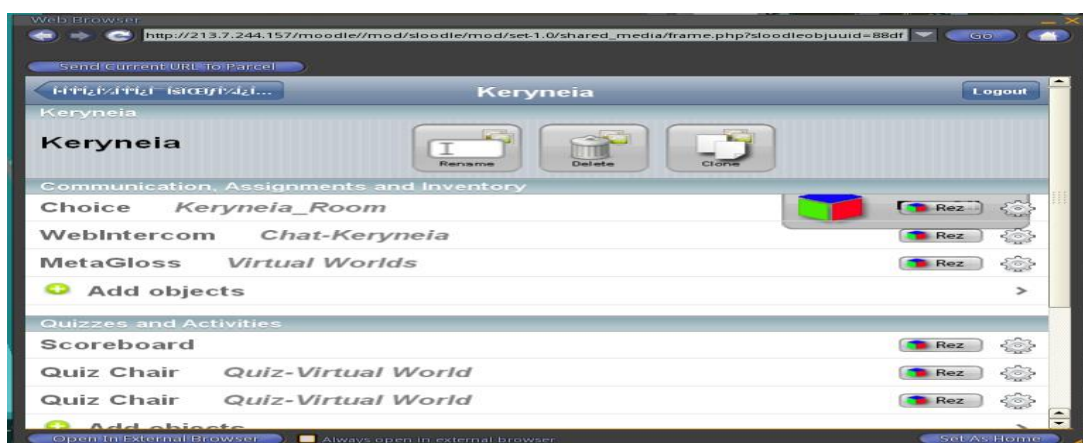 Web Browser
http://213.7.244.157/moodle//mod/sloodle/mod/set-1.0/shared_media/frame.php?sloodleobjuuid=88df
Go
Send Current URL To Parcel
Keryneia
Logout
Keryneia
Keryneia
Rename
Delete
Clone
Communication, Assignments and Inventory
Choice Keryneia_Room Rez
WebIntercom Chat-Keryneia Rez
MetaGloss Virtual Worlds Rez
Add objects >
Quizzes and Activities
Scoreboard Rez
Quiz Chair Quiz-Virtual World Rez
Quiz Chair Quiz-Virtual World Rez
Add objects
Open In External Browser Always open in external browser Set As Home